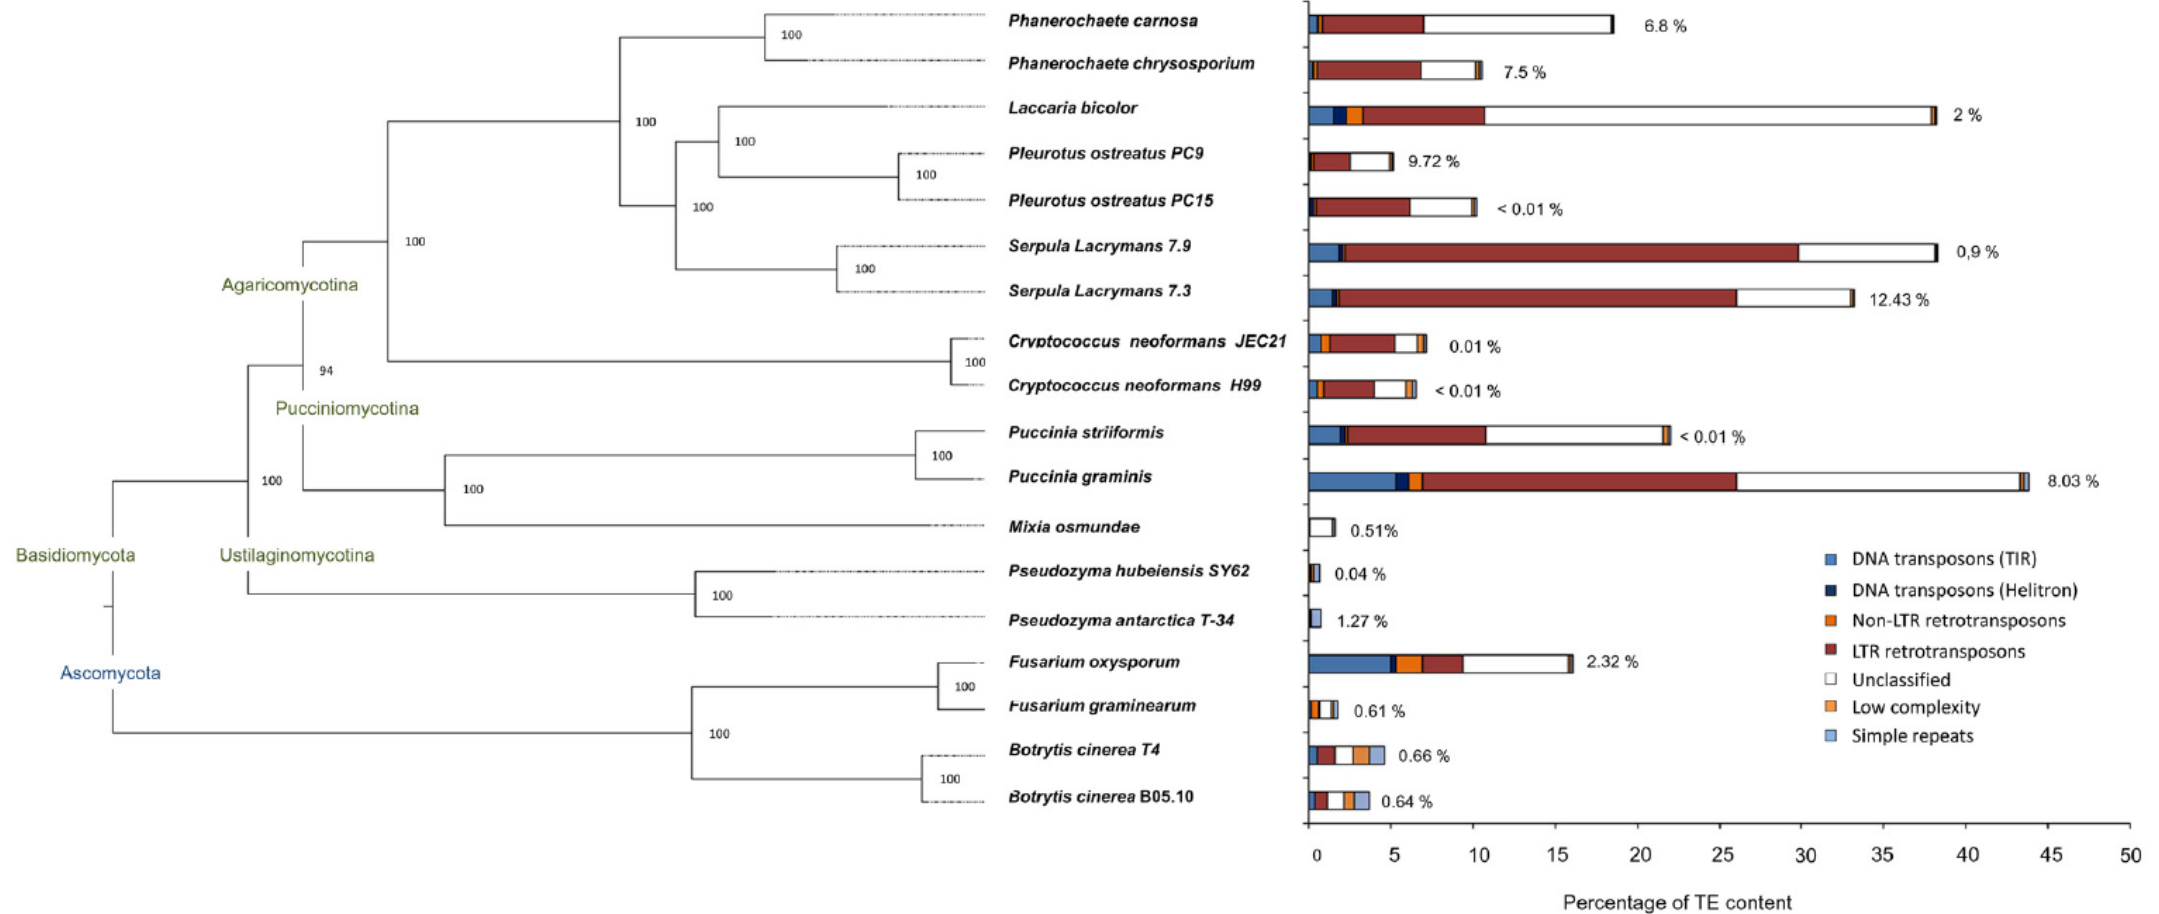 Phanerochaete carnosa
6.8 %
100
Phanerochaete chrysosporium
7.5 %
Laccaria bicolor
2 %
100
100
Pleurotus ostreatus PC9
9.72 %
100
Pleurotus ostreatus PC15
< 0.01 %
100
Serpula Lacrymans 7.9
0,9 %
100
100
Serpula Lacrymans 7.3
12.43 %
Agaricomycotina
Cryptococcus neoformans JEC21
0.01 %
100
94
Cryptococcus neoformans H99
< 0.01 %
Pucciniomycotina
Puccinia striiformis
< 0.01 %
100
Puccinia graminis
8.03 %
100
100
Mixia osmundae
0.51%
Basidiomycota
Ustilaginomycotina
Pseudozyma hubeiensis SY62
0.04 %
100
Pseudozyma antarctica T-34
1.27 %
Fusarium oxysporum
2.32 %
Ascomycota
100
Fusarium graminearum
0.61 %
100
Botrytis cinerea T4
0.66 %
100
Botrytis cinerea B05.10
0.64 %
DNA transposons (TIR)
DNA transposons (Helitron)
Non-LTR retrotransposons
LTR retrotransposons
Unclassified
Low complexity
Simple repeats
0 5 10 15 20 25 30 35 40 45 50
Percentage of TE content